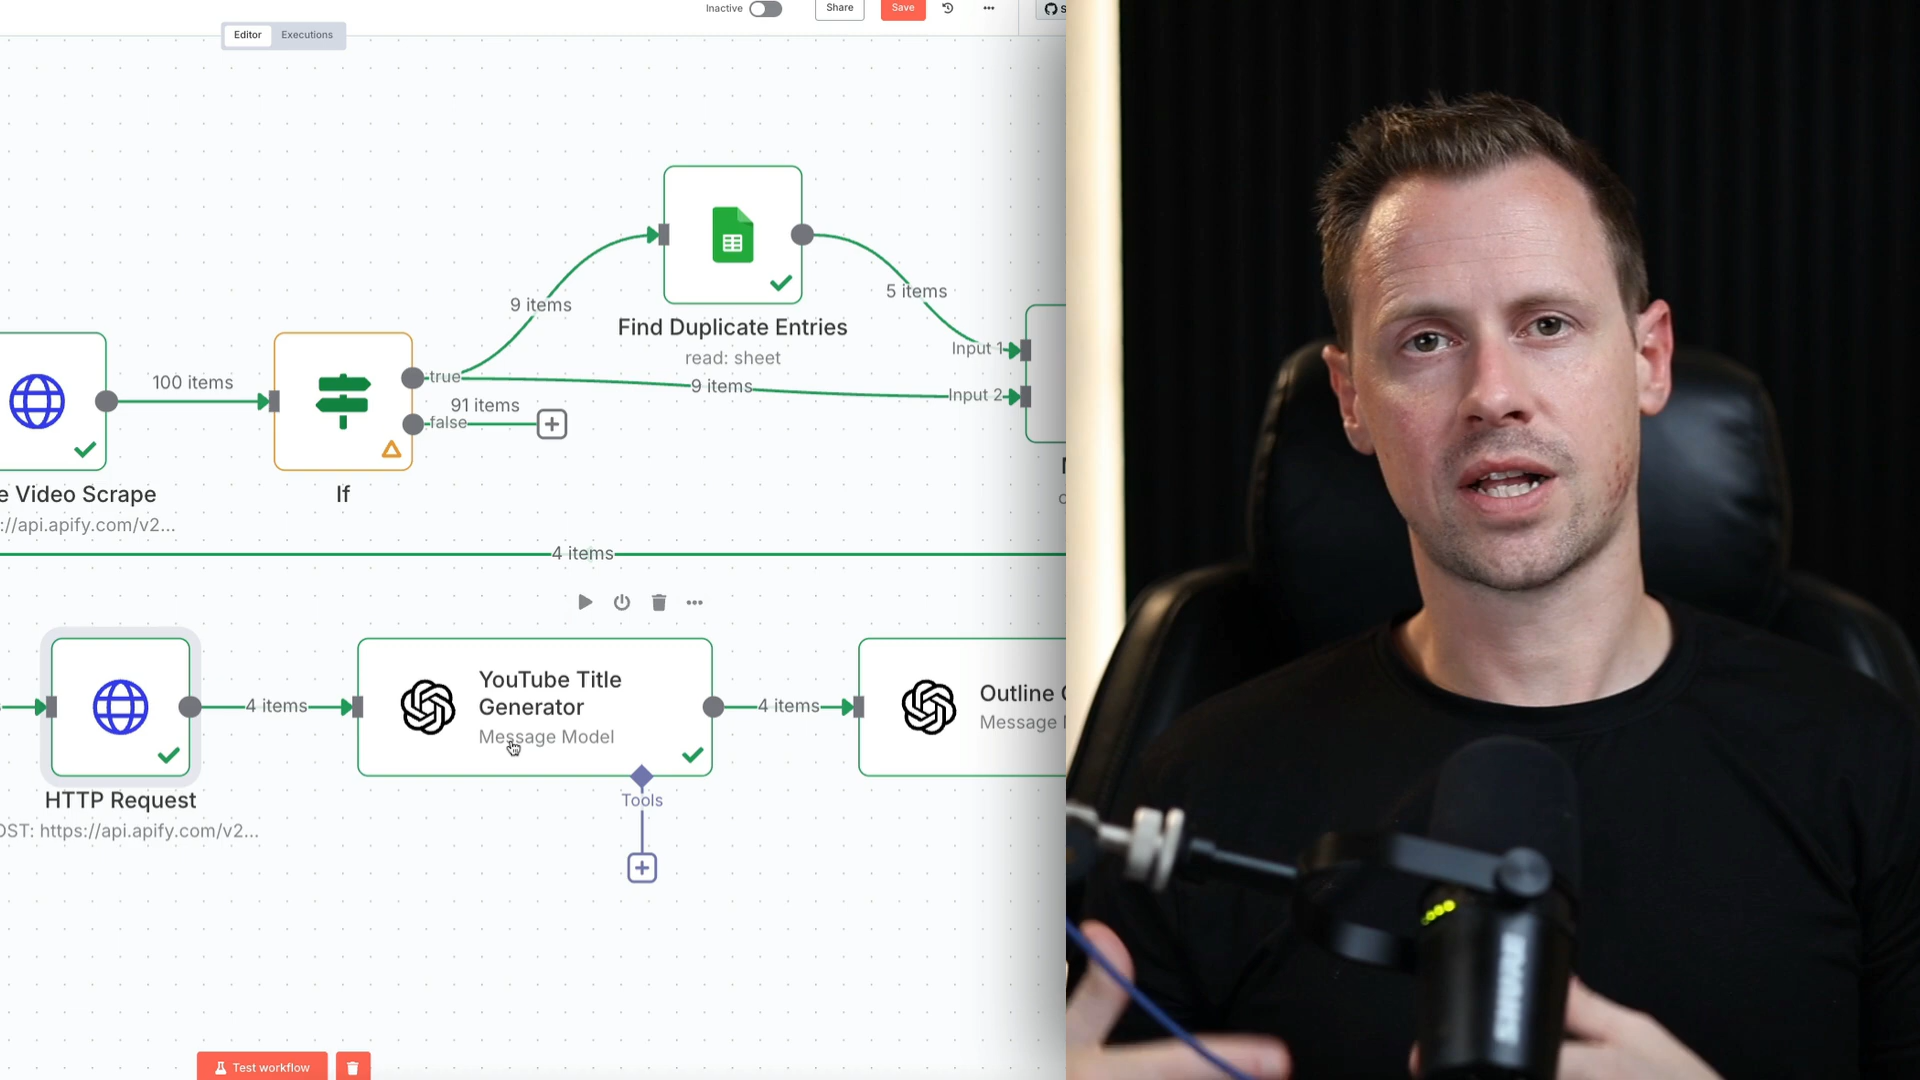 Inactive
Share
Save
Editor
Executions
9 items
5 items
Find Duplicate Entries
read: sheet
Input 1
100 items
true
9 items
Input 2
91 items
false
e Video Scrape
://api.apify.com/v2...
If
4 items
YouTube Title
Generator
Message Model
4 items
4 items
Outline
Message
HTTP Request
OST: https://api.apify.com/v2...
Tools
Test workflow
SHURE